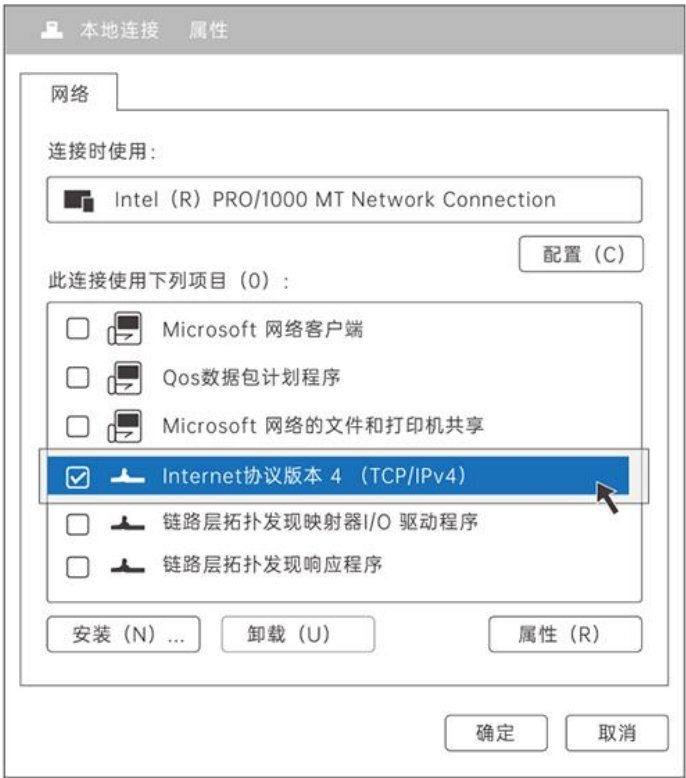 本地连接 属性
网络
连接时使用:
Intel（R）PRO/1000 MT Network Connection
配置（C）
此连接使用下列项目（0）:
Microsoft 网络客户端
Qos数据包计划程序
Microsoft 网络的文件和打印机共享
Internet协议版本 4 （TCP/IPv4）
链路层拓扑发现映射器I/O 驱动程序
链路层拓扑发现响应程序
安装（N）... 卸载（U） 属性（R）
确定 取消